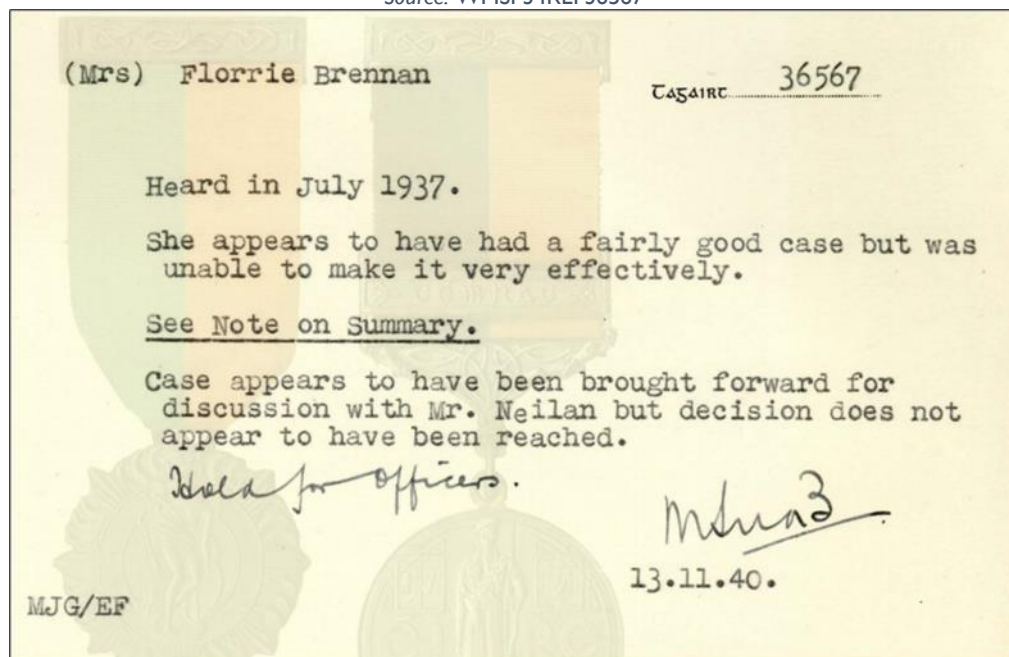 Source: WMSP34REF36567
(Mrs) Florrie Brennan
Tagairt 36567
Heard in July 1937.
She appears to have had a fairly good case but was
unable to make it very effectively.
See Note on Summary.
Case appears to have been brought forward for
discussion with Mr. Neilan but decision does not
appear to have been reached.
Hold for Officers.
13.11.40.
MJG/EF